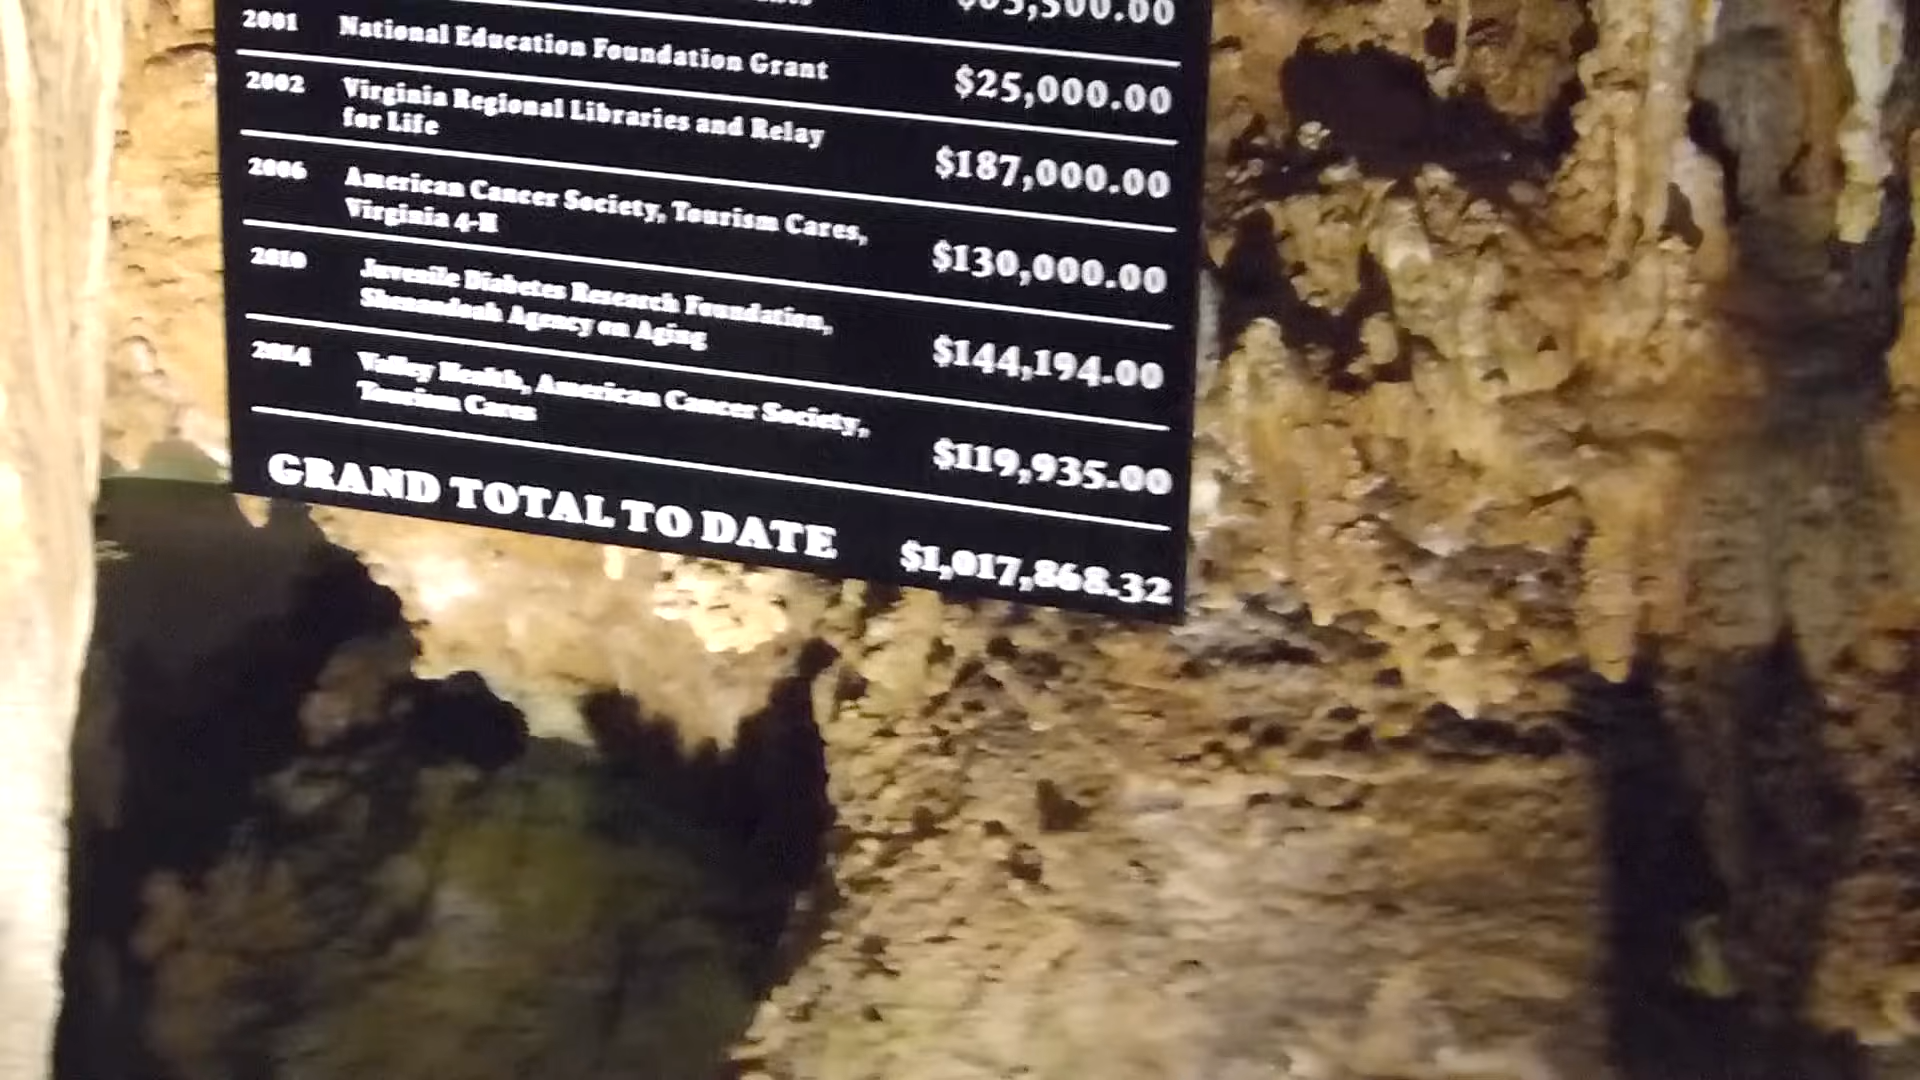 2001 National Education Foundation Grant $25,000.00
2002 Virginia Regional Libraries and Relay
for Life $187,000.00
2006 American Cancer Society, Tourism Cares,
Virginia 4-H $130,000.00
2010 Juvenile Diabetes Research Foundation,
Shenandoah Agency on Aging $144,194.00
2014 Valley Health, American Cancer Society,
Tourism Cares $119,935.00
GRAND TOTAL TO DATE $1,017,868.32